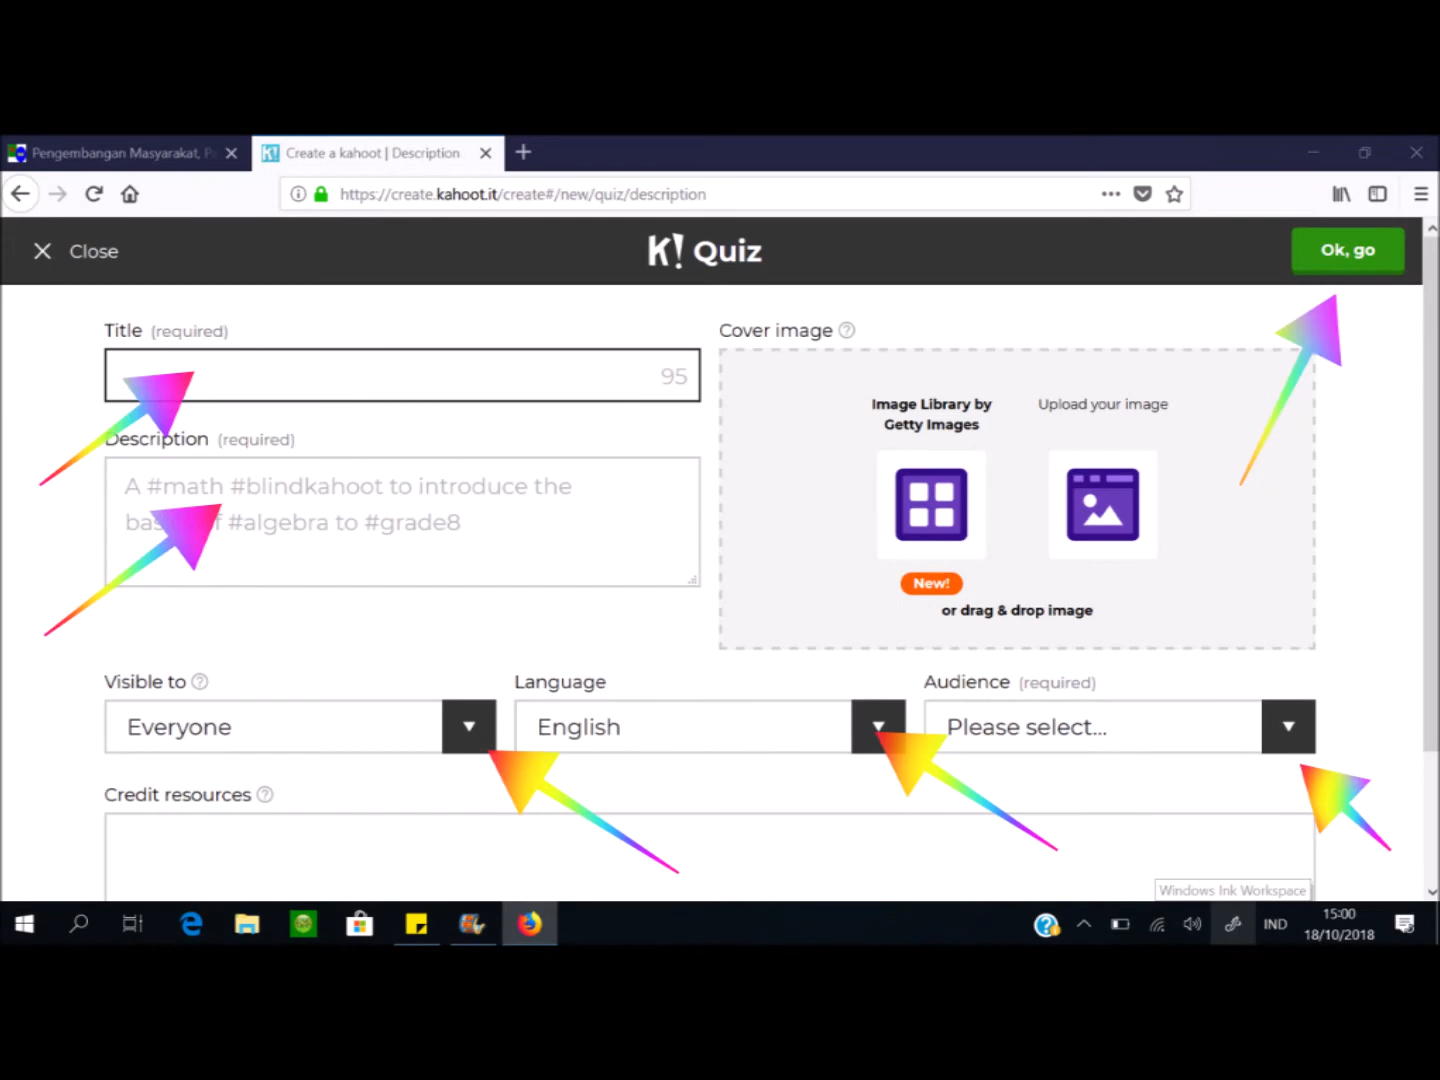 Pengembangan Masyarakat, P
Create a kahoot | Description
https://create.kahoot.it/create#/new/quiz/description
Close
K! Quiz
Ok, go
Title (required)
95
Description (required)
A #math #blindkahoot to introduce the
#algebra to #grade8
Cover image
Image Library by
Getty Images
Upload your image
New!
or drag & drop image
Visible to
Language
Audience (required)
Everyone
English
Please select...
Credit resources
Windows Ink Workspace
IND
15:00
18/10/2018